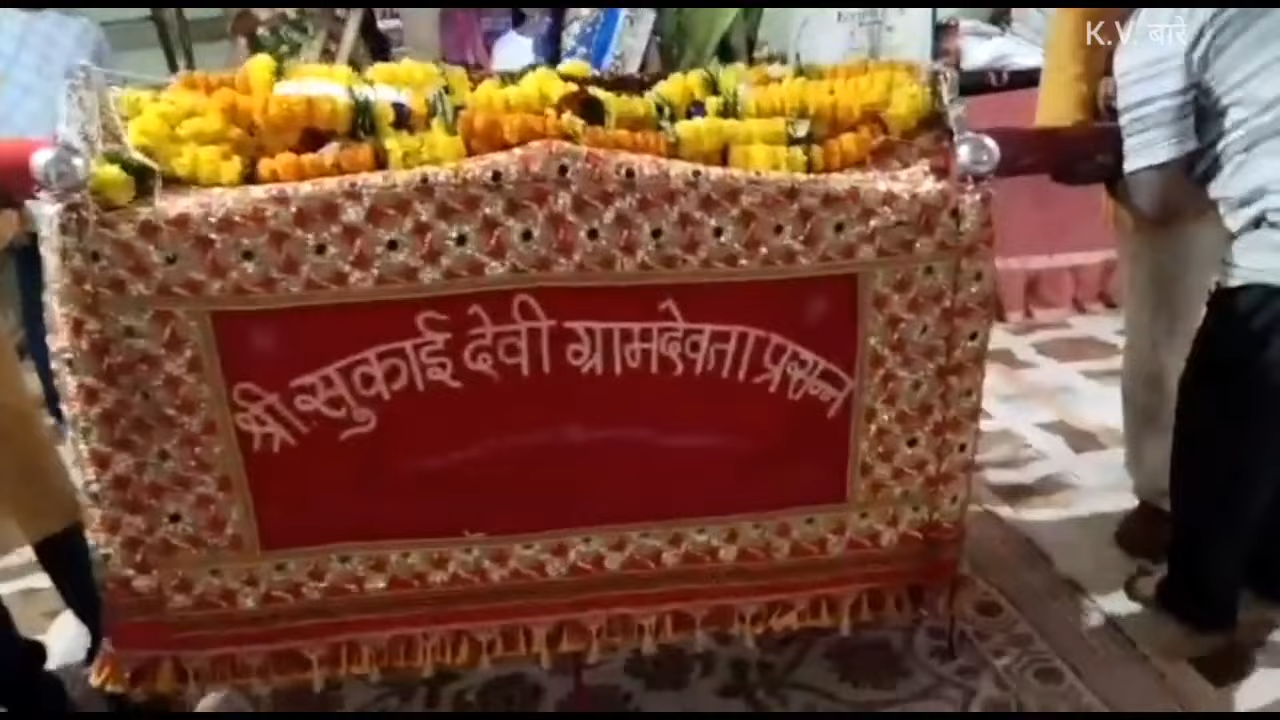 K.V. बारे
श्री सुकाई देवी ग्रामदेवता प्रसन्न